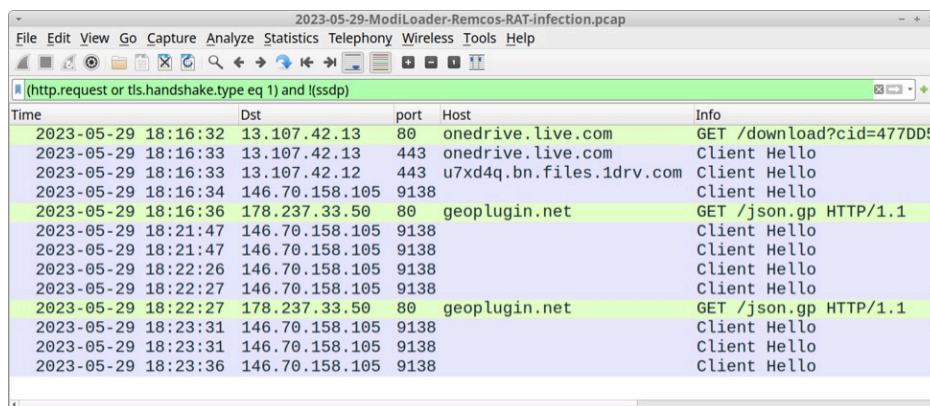 2023-05-29-ModiLoader-Remcos-RAT-infection.pcap
File Edit View Go Capture Analyze Statistics Telephony Wireless Tools Help
(http.request or tls.handshake.type eq 1) and !(ssdp)
Time Dst port Host Info
2023-05-29 18:16:32 13.107.42.13 80 onedrive.live.com GET /download?cid=477DD5
2023-05-29 18:16:33 13.107.42.13 443 onedrive.live.com Client Hello
2023-05-29 18:16:33 13.107.42.12 443 u7xd4q.bn.files.1drv.com Client Hello
2023-05-29 18:16:34 146.70.158.105 9138 Client Hello
2023-05-29 18:16:36 178.237.33.50 80 geoplugin.net GET /json.gp HTTP/1.1
2023-05-29 18:21:47 146.70.158.105 9138 Client Hello
2023-05-29 18:21:47 146.70.158.105 9138 Client Hello
2023-05-29 18:22:26 146.70.158.105 9138 Client Hello
2023-05-29 18:22:27 146.70.158.105 9138 Client Hello
2023-05-29 18:22:27 178.237.33.50 80 geoplugin.net GET /json.gp HTTP/1.1
2023-05-29 18:23:31 146.70.158.105 9138 Client Hello
2023-05-29 18:23:31 146.70.158.105 9138 Client Hello
2023-05-29 18:23:36 146.70.158.105 9138 Client Hello